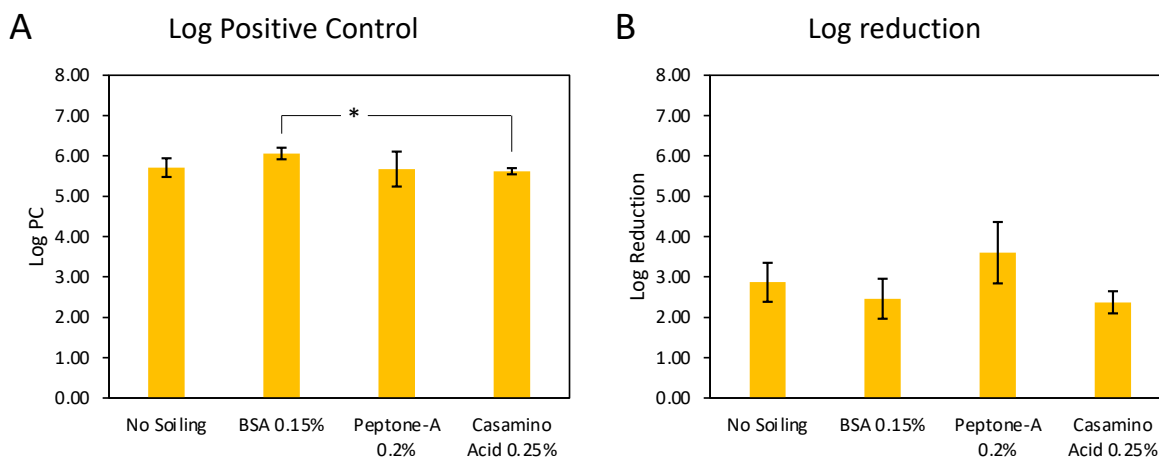 A
Log Positive Control
Log PC
8.00
7.00
6.00
5.00
4.00
3.00
2.00
1.00
0.00
*
No Soiling
BSA 0.15%
Peptone-A
0.2%
Casamino
Acid 0.25%
B
Log reduction
Log Reduction
8.00
7.00
6.00
5.00
4.00
3.00
2.00
1.00
0.00
No Soiling
BSA 0.15%
Peptone-A
0.2%
Casamino
Acid 0.25%